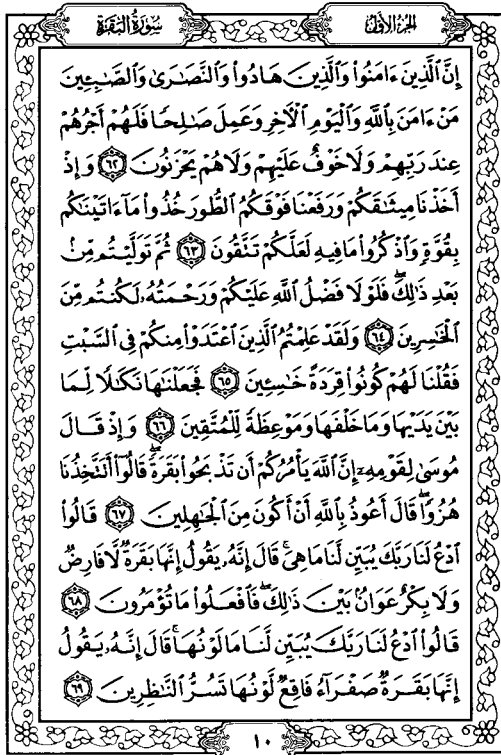 سُورَةُ البَقَرَةِ الجُزْءُ الأَوَّلُ
إِنَّ ٱلَّذِينَ ءَامَنُوا۟ وَٱلَّذِينَ هَادُوا۟ وَٱلنَّصَـٰرَىٰ وَٱلصَّـٰبِـِٔينَ
مَنْ ءَامَنَ بِٱللَّهِ وَٱلْيَوْمِ ٱلْـَٔاخِرِ وَعَمِلَ صَـٰلِحًا فَلَهُمْ أَجْرُهُمْ
عِندَ رَبِّهِمْ وَلَا خَوْفٌ عَلَيْهِمْ وَلَا هُمْ يَحْزَنُونَ ٦٢ وَإِذْ
أَخَذْنَا مِيثَـٰقَكُمْ وَرَفَعْنَا فَوْقَكُمُ ٱلطُّورَ خُذُوا۟ مَآ ءَاتَيْنَـٰكُم
بِقُوَّةٍ وَٱذْكُرُوا۟ مَا فِيهِ لَعَلَّكُمْ تَتَّقُونَ ٦٣ ثُمَّ تَوَلَّيْتُم مِّنۢ
بَعْدِ ذَٰلِكَ ۖ فَلَوْلَا فَضْلُ ٱللَّهِ عَلَيْكُمْ وَرَحْمَتُهُۥ لَكُنتُم مِّنَ
ٱلْخَـٰسِرِينَ ٦٤ وَلَقَدْ عَلِمْتُمُ ٱلَّذِينَ ٱعْتَدَوْا۟ مِنكُمْ فِى ٱلسَّبْتِ
فَقُلْنَا لَهُمْ كُونُوا۟ قِرَدَةً خَـٰسِـِٔينَ ٦٥ فَجَعَلْنَـٰهَا نَكَـٰلًا لِّمَا
بَيْنَ يَدَيْهَا وَمَا خَلْفَهَا وَمَوْعِظَةً لِّلْمُتَّقِينَ ٦٦ وَإِذْ قَالَ
مُوسَىٰ لِقَوْمِهِۦٓ إِنَّ ٱللَّهَ يَأْمُرُكُمْ أَن تَذْبَحُوا۟ بَقَرَةً ۖ قَالُوٓا۟ أَتَتَّخِذُنَا
هُزُوًا ۖ قَالَ أَعُوذُ بِٱللَّهِ أَنْ أَكُونَ مِنَ ٱلْجَـٰهِلِينَ ٦٧ قَالُوا۟
ٱدْعُ لَنَا رَبَّكَ يُبَيِّن لَّنَا مَا هِىَ ۚ قَالَ إِنَّهُۥ يَقُولُ إِنَّهَا بَقَرَةٌ لَّا فَارِضٌ
وَلَا بِكْرٌ عَوَانٌۢ بَيْنَ ذَٰلِكَ ۖ فَٱفْعَلُوا۟ مَا تُؤْمَرُونَ ٦٨
قَالُوا۟ ٱدْعُ لَنَا رَبَّكَ يُبَيِّن لَّنَا مَا لَوْنُهَا ۚ قَالَ إِنَّهُۥ يَقُولُ
إِنَّهَا بَقَرَةٌ صَفْرَآءُ فَاقِعٌ لَّوْنُهَا تَسُرُّ ٱلنَّـٰظِرِينَ ٦٩
١٠